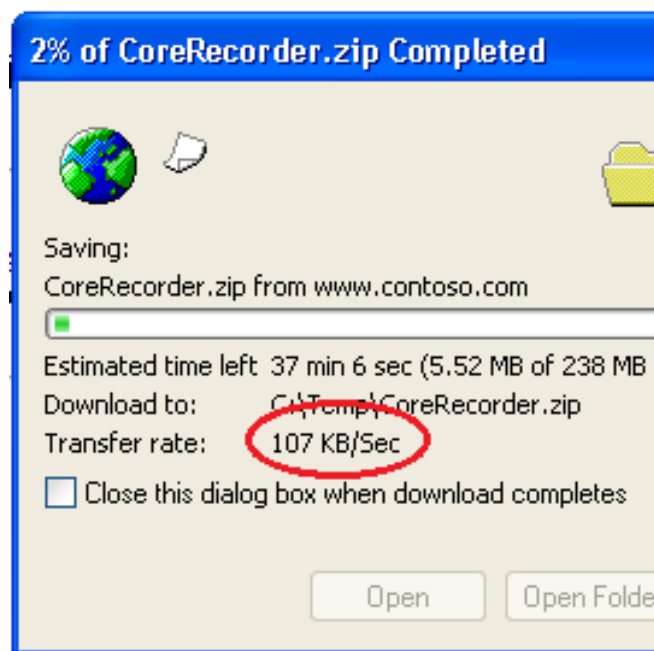 2% of CoreRecorder.zip Completed
Saving:
CoreRecorder.zip from www.contoso.com
Estimated time left 37 min 6 sec (5.52 MB of 238 MB
Download to: C:\Temp\CoreRecorder.zip
Transfer rate: 107 KB/Sec
Close this dialog box when download completes
Open Open Folde